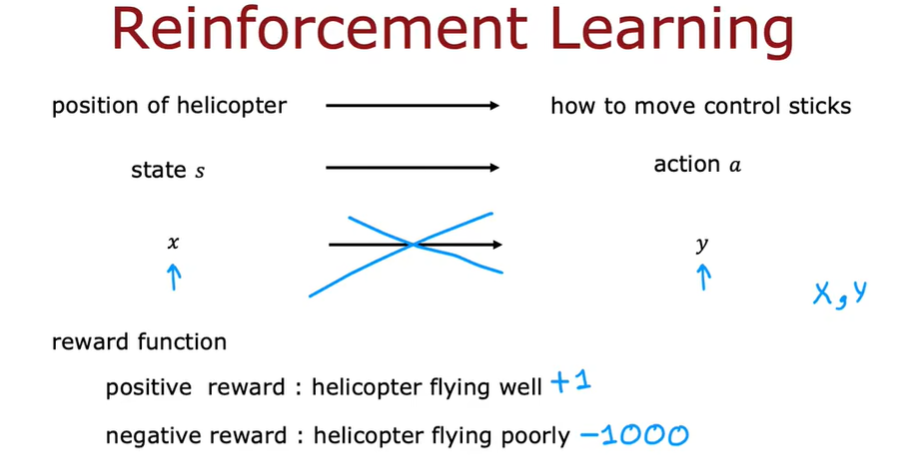 Reinforcement Learning
position of helicopter how to move control sticks
state s action a
x y
x, y
reward function
positive reward : helicopter flying well +1
negative reward : helicopter flying poorly -1000